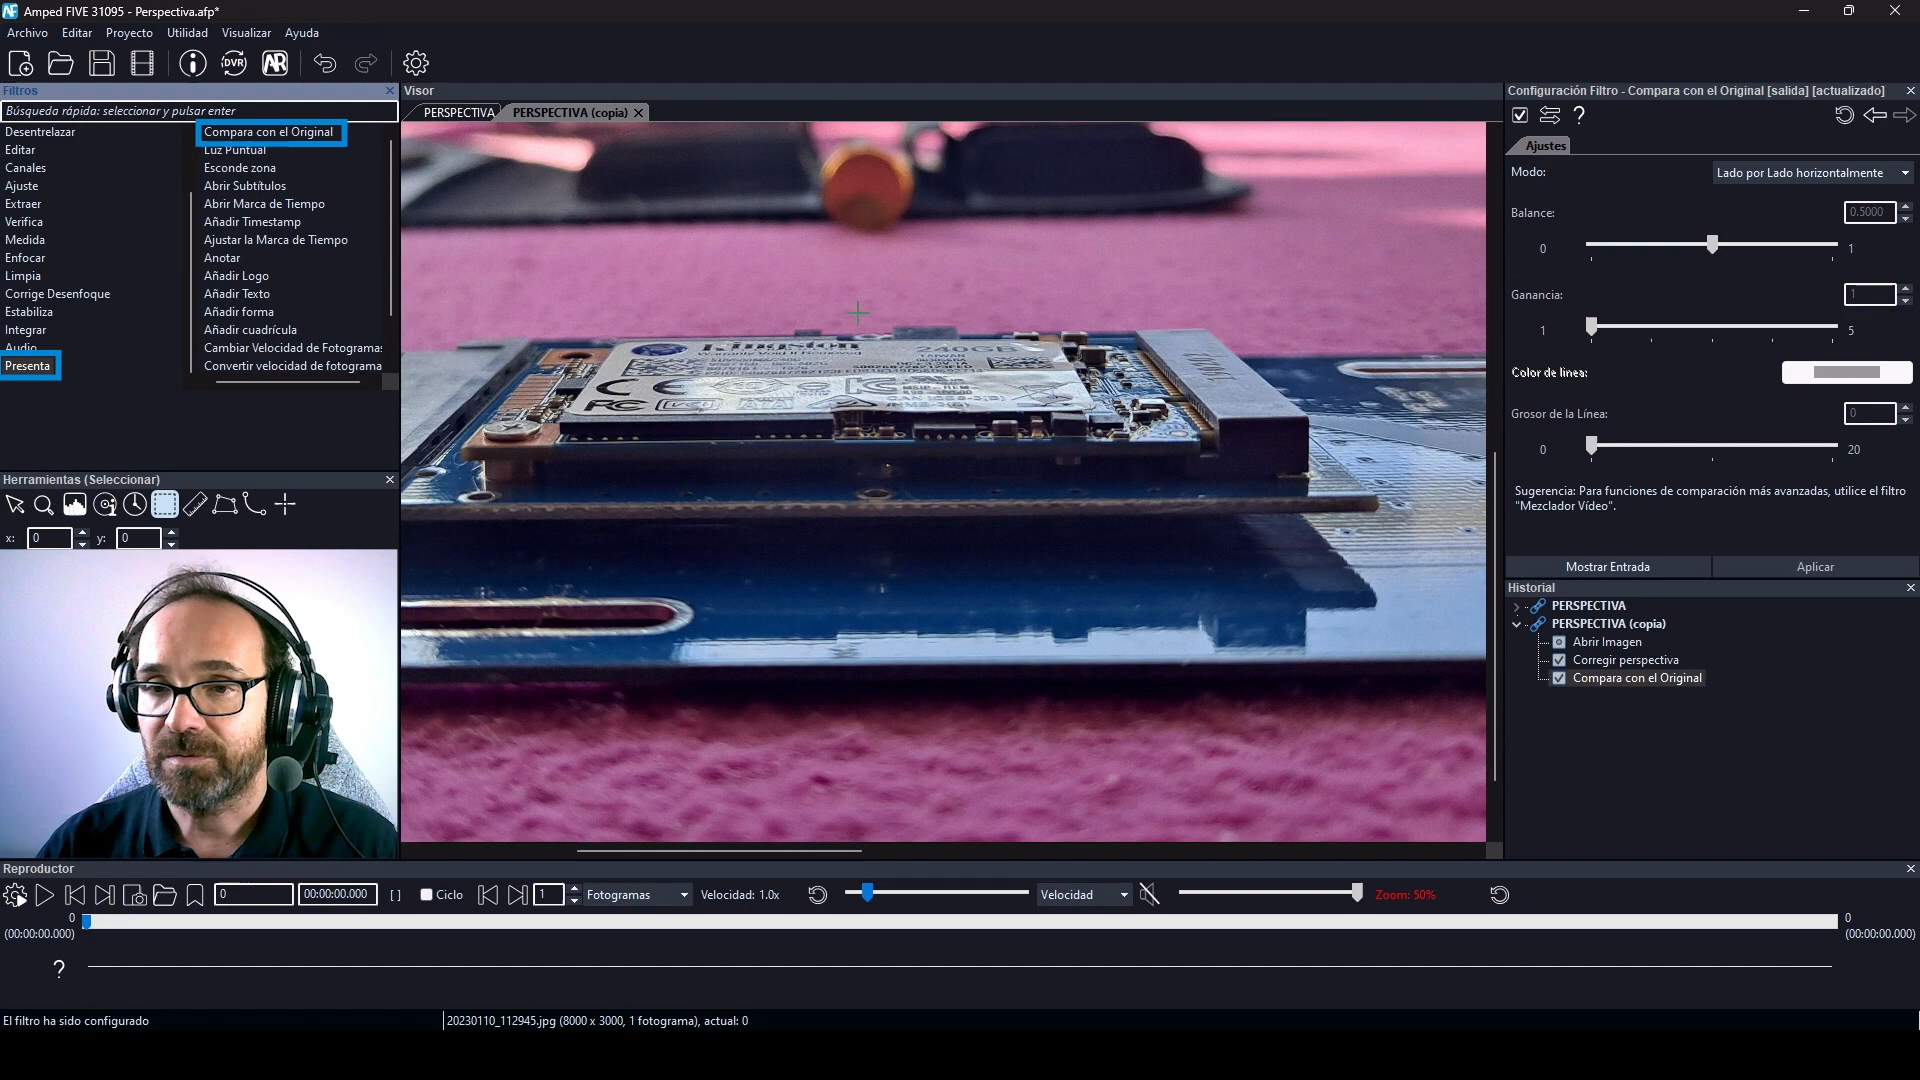 Amped FIVE 31095 - Perspectiva.afp*
Archivo Editar Proyecto Utilidad Visualizar Ayuda
DVR AR
Filtros
Búsqueda rápida: seleccionar y pulsar enter
Desentrelazar
Editar
Canales
Ajuste
Extraer
Verifica
Medida
Enfocar
Limpia
Corrige Desenfoque
Estabiliza
Integrar
Audio
Presenta
Compara con el Original
Luz Puntual
Esconde zona
Abrir Subtítulos
Abrir Marca de Tiempo
Añadir Timestamp
Ajustar la Marca de Tiempo
Anotar
Añadir Logo
Añadir Texto
Añadir forma
Añadir cuadrícula
Cambiar Velocidad de Fotograma
Convertir velocidad de fotograma
Herramientas (Seleccionar)
x: 0 y: 0
Visor
PERSPECTIVA PERSPECTIVA (copia)
Kingston
240GB
TAIWAN
CE
FC
Configuración Filtro - Compara con el Original [salida] [actualizado]
?
Ajustes
Modo: Lado por Lado horizontalmente
Balance: 0.5000
0 1
Ganancia: 1
1 5
Color de línea:
Grosor de la Línea: 0
0 20
Sugerencia: Para funciones de comparación más avanzadas, utilice el filtro
"Mezclador Vídeo".
Mostrar Entrada Aplicar
Historial
PERSPECTIVA
PERSPECTIVA (copia)
Abrir Imagen
Corregir perspectiva
Compara con el Original
Reproductor
0 00:00:00.000 [ ] Ciclo 1 Fotogramas Velocidad: 1.0x Velocidad Zoom: 50%
0 0
(00:00:00.000) (00:00:00.000)
?
El filtro ha sido configurado 20230110_112945.jpg (8000 x 3000, 1 fotograma), actual: 0